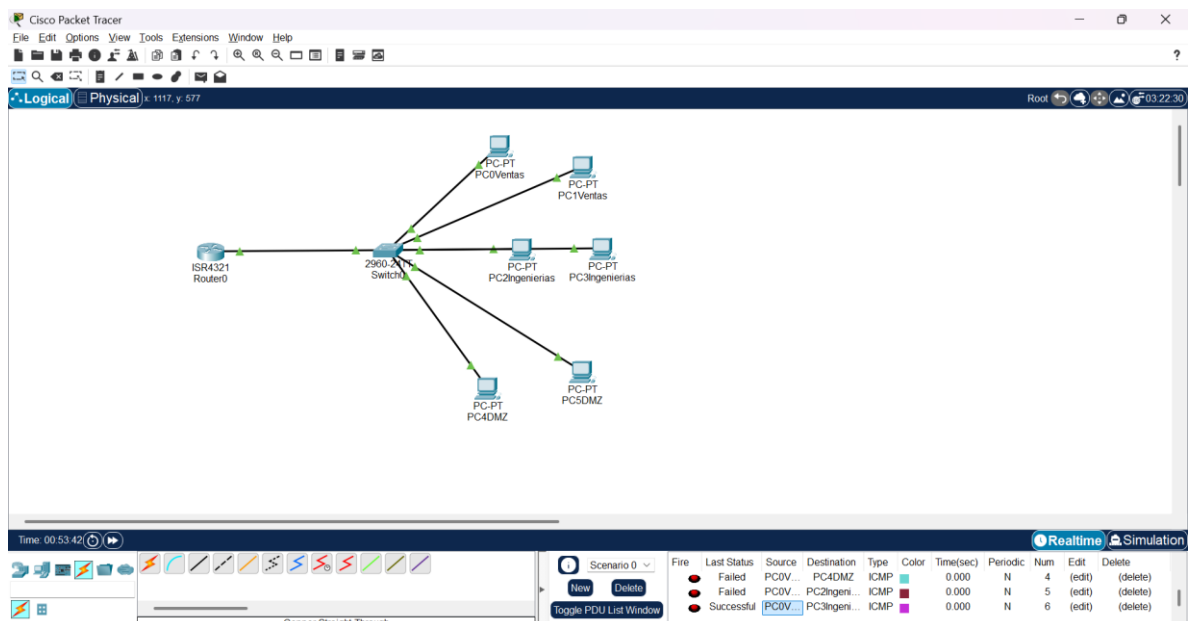 Cisco Packet Tracer
File Edit Options View Tools Extensions Window Help
?
Logical Physical x: 1117, y: 577 Root 03:22:30
PC-PT
PC0Ventas
PC-PT
PC1Ventas
ISR4321
Router0
2960-24TT
Switch0
PC-PT
PC2Ingenierias
PC-PT
PC3Ingenierias
PC-PT
PC5DMZ
PC-PT
PC4DMZ
Time: 00:53:42 Realtime Simulation
Scenario 0
New Delete
Toggle PDU List Window
Fire Last Status Source Destination Type Color Time(sec) Periodic Num Edit Delete
Failed PC0V... PC4DMZ ICMP 0.000 N 4 (edit) (delete)
Failed PC0V... PC2Ingeni... ICMP 0.000 N 5 (edit) (delete)
Successful PC0V... PC3Ingeni... ICMP 0.000 N 6 (edit) (delete)